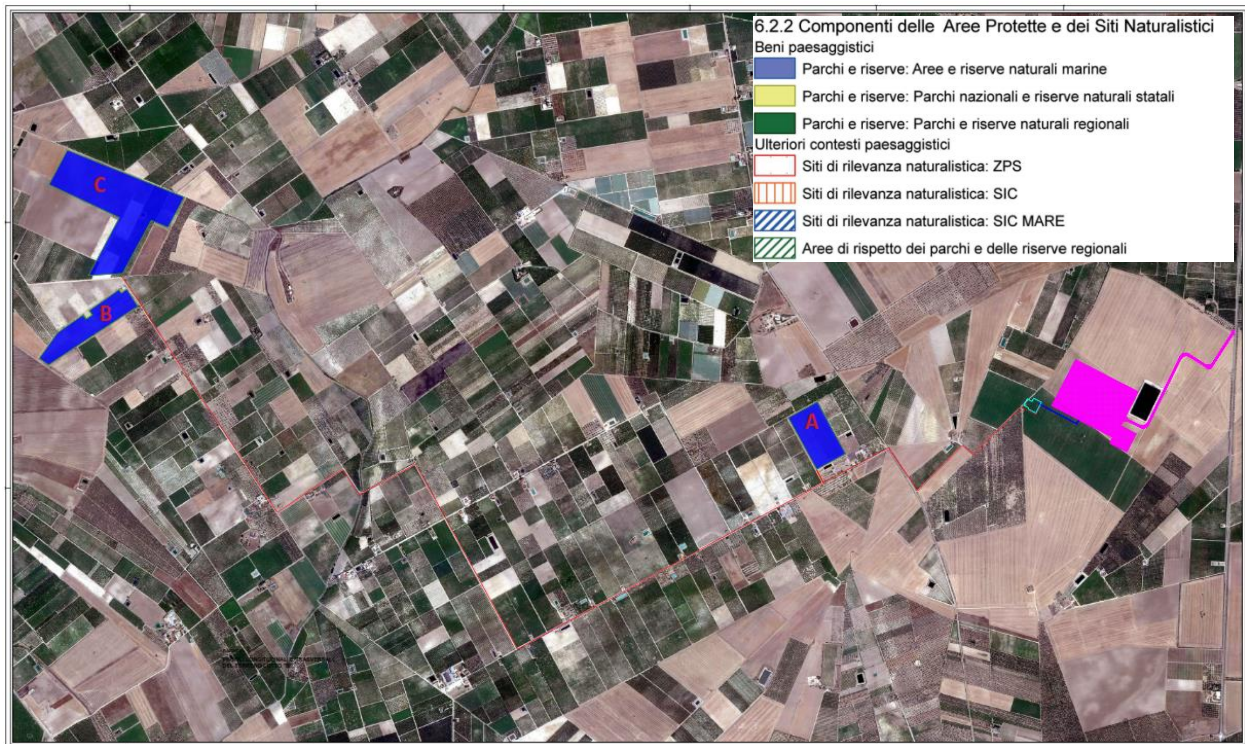 6.2.2 Componenti delle Aree Protette e dei Siti Naturalistici
Beni paesaggistici
Parchi e riserve: Aree e riserve naturali marine
Parchi e riserve: Parchi nazionali e riserve naturali statali
Parchi e riserve: Parchi e riserve naturali regionali
Ulteriori contesti paesaggistici
Siti di rilevanza naturalistica: ZPS
Siti di rilevanza naturalistica: SIC
Siti di rilevanza naturalistica: SIC MARE
Aree di rispetto dei parchi e delle riserve regionali
C
B
A